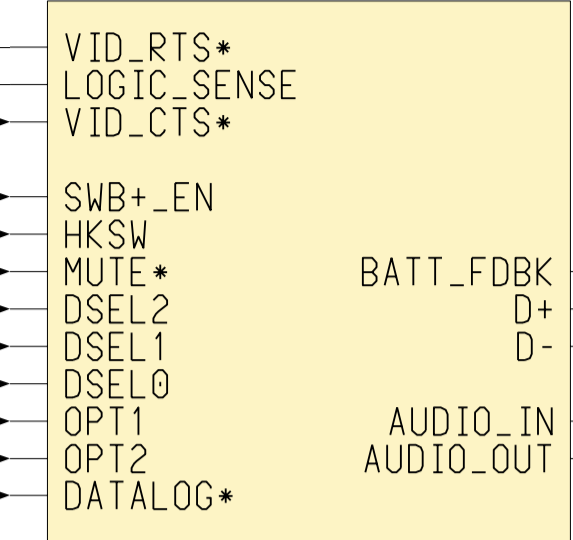 VID_RTS*
LOGIC_SENSE
VID_CTS*
SWB+_EN
HKSW
MUTE* BATT_FDBK
DSEL2 D+
DSEL1 D-
DSEL0
OPT1 AUDIO_IN
OPT2 AUDIO_OUT
DATALOG*